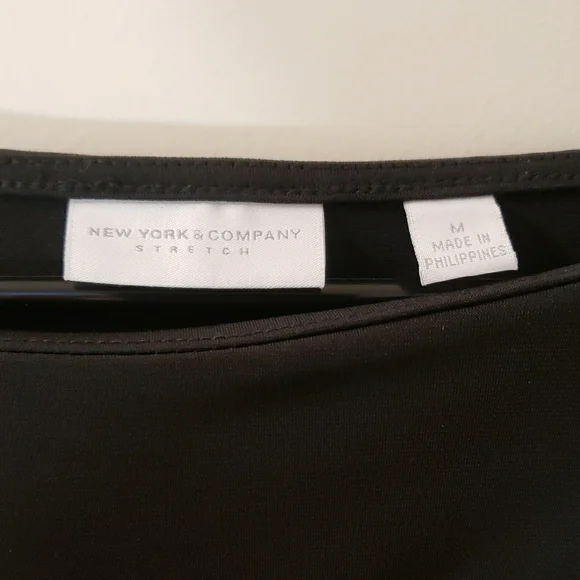 NEW YORK & COMPANY
STRETCH
M
MADE IN
PHILIPPINES